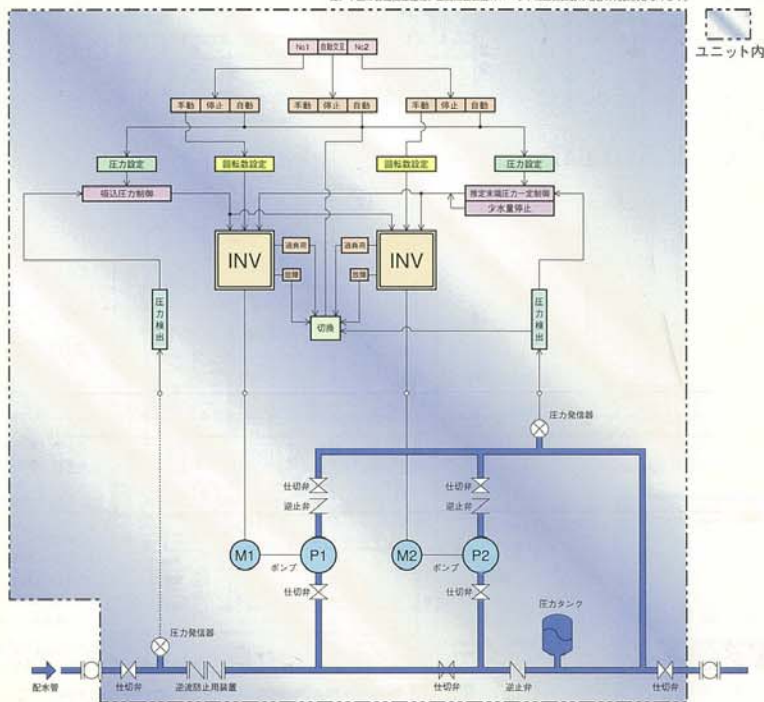 ユニット内
No.1 自動交互 No.2
手動 停止 自動
手動 停止 自動
手動 停止 自動
圧力設定
回転数設定
回転数設定
圧力設定
吸込圧力制御
推定末端圧力一定制御
少水量停止
INV
過負荷
故障
過負荷
故障
INV
切換
圧力検出
圧力検出
圧力発信器
仕切弁
仕切弁
逆止弁
逆止弁
M1
P1
M2
P2
ポンプ
ポンプ
仕切弁
仕切弁
圧力タンク
圧力発信器
配水管
仕切弁
逆流防止用装置
仕切弁
逆止弁
仕切弁